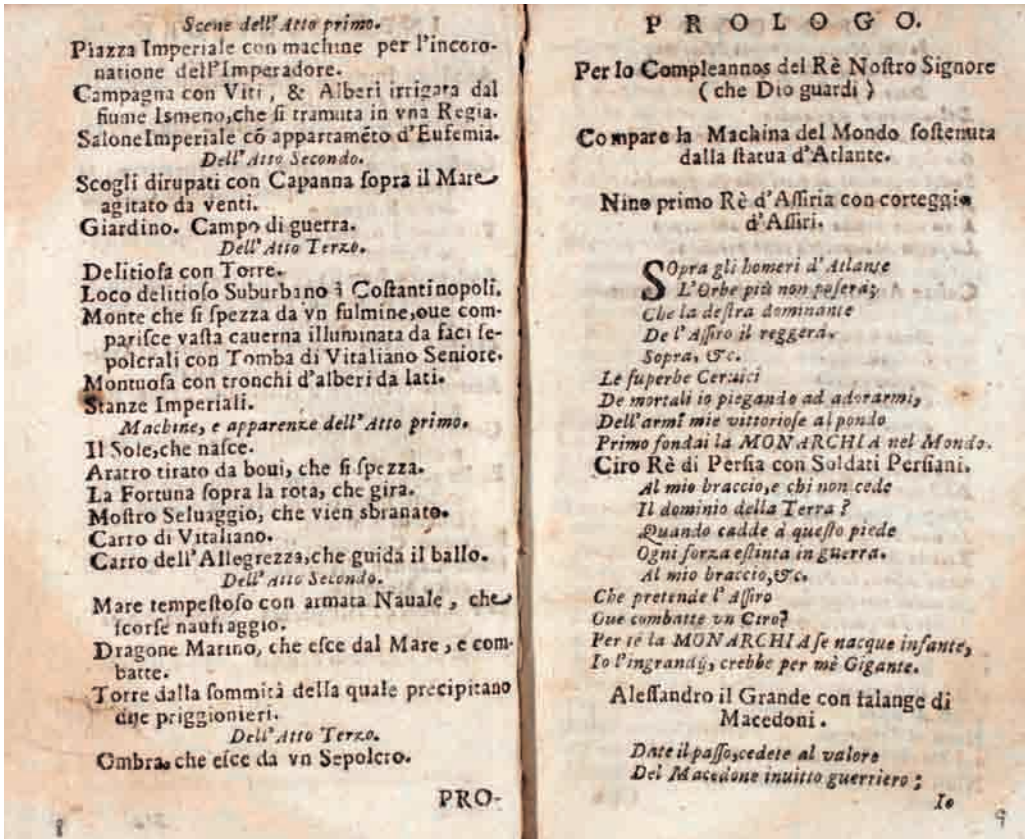 Scene dell'Atto primo.
Piazza Imperiale con machine per l'incoro-
natione dell'Imperadore.
Campagna con Viti, & Alberi irrigata dal
fiume Ismeno,che ſi tramuta in vna Regia.
Salone Imperiale cō appartamēto d'Eufemia.
Dell'Atto Secondo.
Scogli dirupati con Capanna ſopra il Mare
agitato da venti.
Giardino. Campo di guerra.
Dell'Atto Terzo.
Delitioſa con Torre.
Loco delitioſo Suburbano à Coſtantinopoli.
Monte che ſi ſpezza da vn fulmine,oue com-
pariſce vaſta cauerna illuminata da faci ſe-
polcrali con Tomba di Vitaliano Seniore.
Montuoſa con tronchi d'alberi da lati.
Stanze Imperiali.
Machine, e apparenze dell'Atto primo.
Il Sole,che naſce.
Aratro tirato da boui, che ſi ſpezza.
La Fortuna ſopra la rota, che gira.
Moſtro Seluaggio, che vien sbranato.
Carro di Vitaliano.
Carro dell'Allegrezza,che guida il ballo.
Dell'Atto Secondo.
Mare tempeſtoſo con armata Nauale, che
ſcorſe naufraggio.
Dragone Marino, che eſce dal Mare, e com-
batte.
Torre dalla ſommità della quale precipitano
due priggionieri.
Dell'Atto Terzo.
Ombra, che eſce da vn Sepolcro.
PRO-
8
PROLOGO.
Per lo Compleannos del Rè Noſtro Signore
(che Dio guardi)
Compare la Machina del Mondo ſoſtenuta
dalla ſtatua d'Atlante.
Nino primo Rè d'Aſſiria con corteggio
d'Aſſiri.
SOpra gli homeri d'Atlante
L'Orbe più non poſerà;
Che la deſtra dominante
De l'Aſſiro il reggerà.
Sopra, &c.
Le ſuperbe Ceruici
De mortali io piegando ad adorarmi,
Dell'armi mie vittorioſe al pondo
Primo fondai la MONARCHIA nel Mondo.
Ciro Rè di Perſia con Soldati Perſiani.
Al mio braccio,e chi non cede
Il dominio della Terra?
Quando cadde à queſto piede
Ogni forza eſtinta in guerra.
Al mio braccio,&c.
Che pretende l'Aſſiro
Oue combatte vn Ciro?
Per te la MONARCHIA ſe nacque infante,
Io l'ingrandij, crebbe per mè Gigante.
Aleſſandro il Grande con falange di
Macedoni.
Date il paſſo,cedete al valore
Del Macedone inuitto guerriero;
Io
9